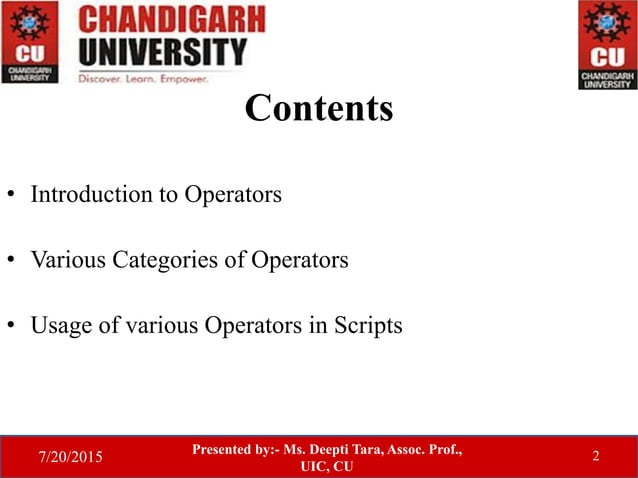 CU
CHANDIGARH
UNIVERSITY
CHANDIGARH
UNIVERSITY
Discover. Learn. Empower.
CU
CHANDIGARH
UNIVERSITY
Contents
• Introduction to Operators
• Various Categories of Operators
• Usage of various Operators in Scripts
7/20/2015
Presented by:- Ms. Deepti Tara, Assoc. Prof.,
UIC, CU
2